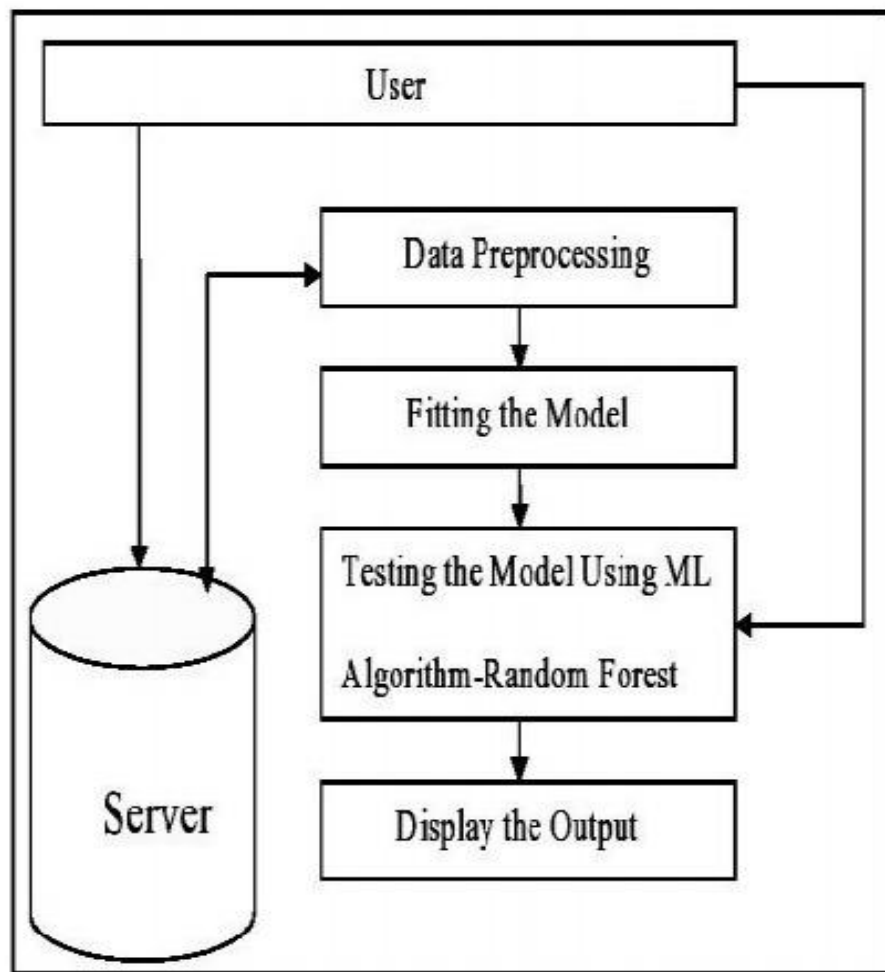 User
Data Preprocessing
Fitting the Model
Testing the Model Using ML
Algorithm-Random Forest
Display the Output
Server